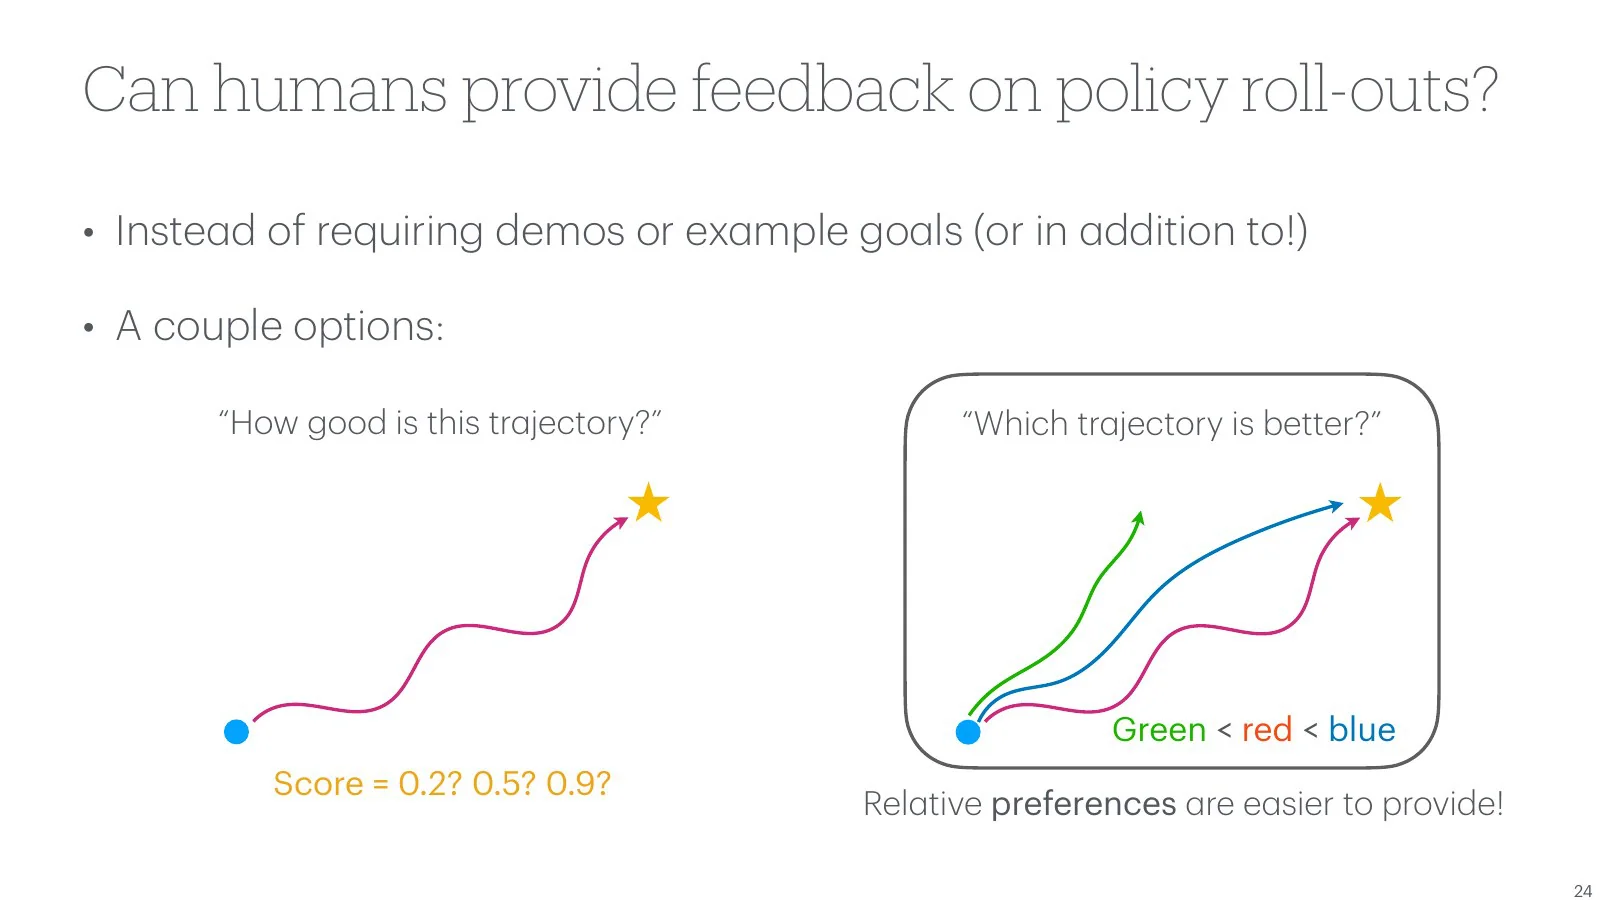 Can humans provide feedback on policy roll-outs?
• Instead of requiring demos or example goals (or in addition to!)
• A couple options:
“How good is this trajectory?”
Score = 0.2? 0.5? 0.9?
“Which trajectory is better?”
Green < red < blue
Relative preferences are easier to provide!
24